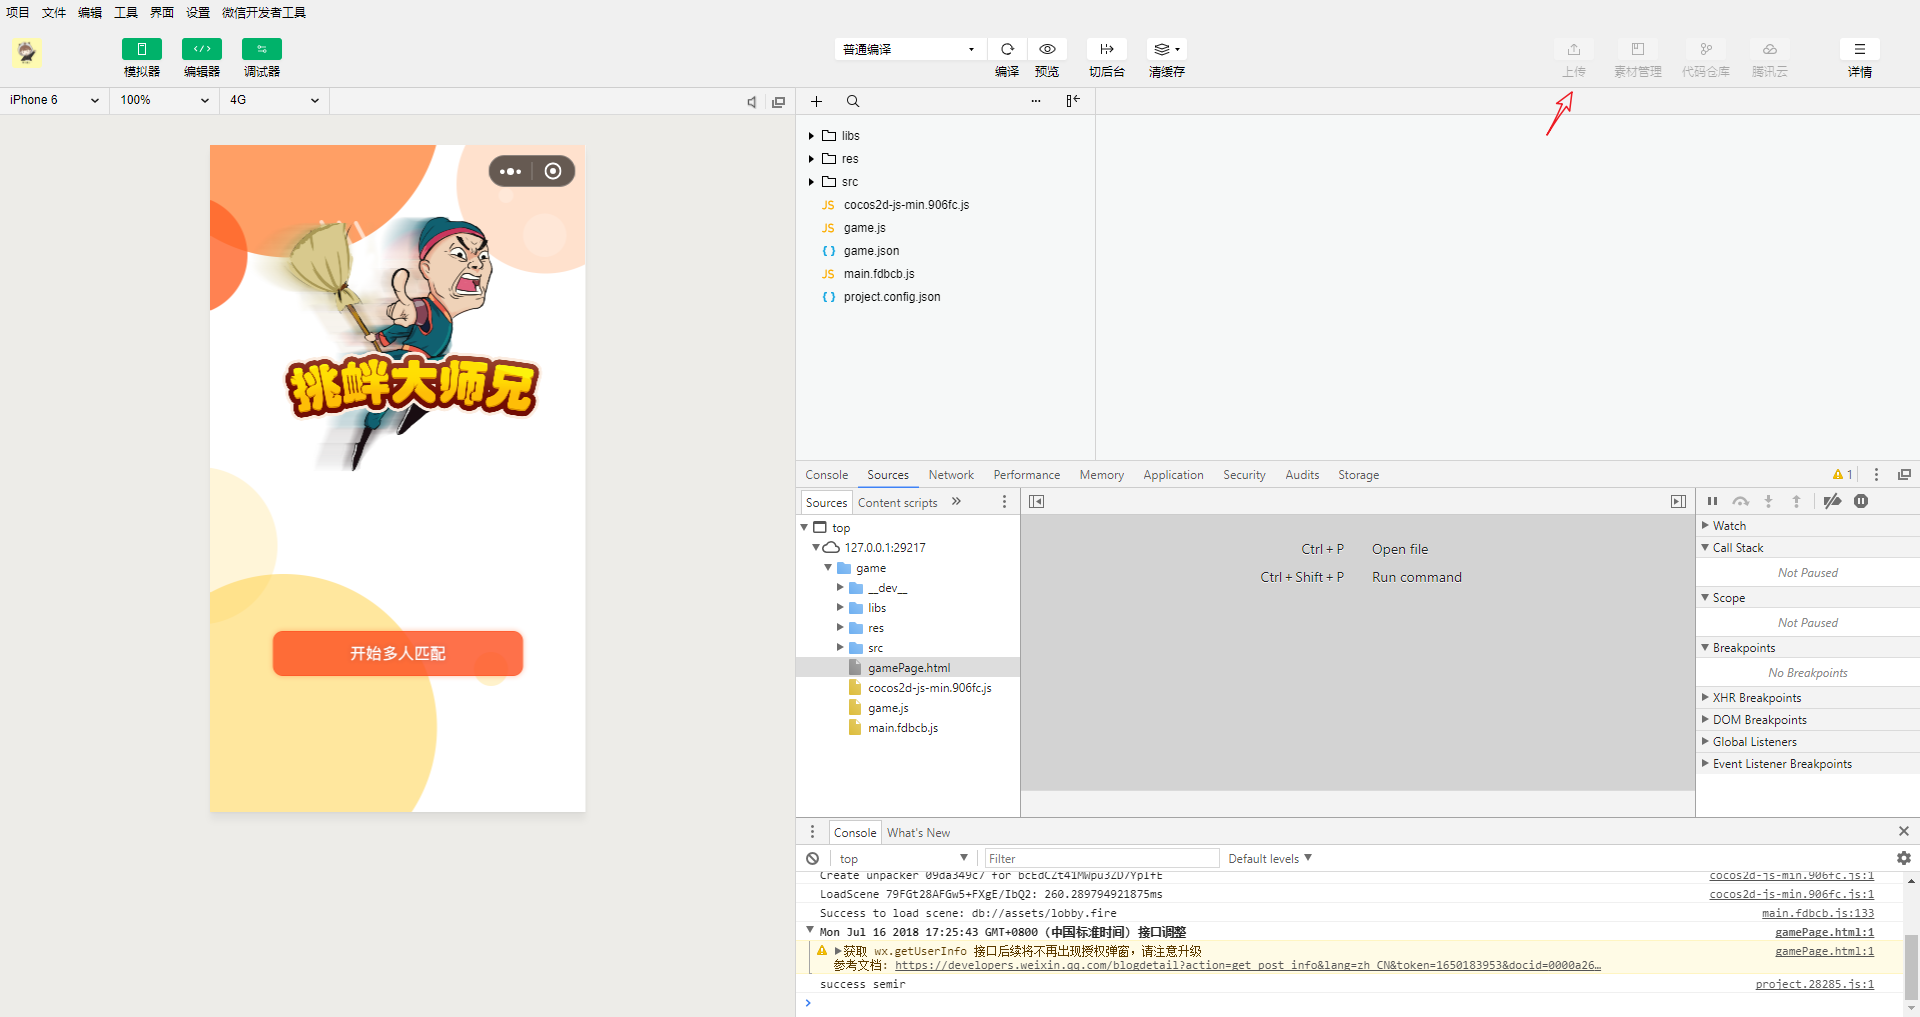 项目 文件 编辑 工具 界面 设置 微信开发者工具
模拟器 编辑器 调试器 普通编译 编译 预览 切后台 清缓存 上传 素材管理 代码仓库 腾讯云 详情
iPhone 6 100% 4G
libs
res
src
JS cocos2d-js-min.906fc.js
JS game.js
{ } game.json
JS main.fdbcb.js
{ } project.config.json
挑衅大师兄
开始多人匹配
Console Sources Network Performance Memory Application Security Audits Storage 1
Sources Content scripts
top
127.0.0.1:29217
game
__dev__
libs
res
src
gamePage.html
cocos2d-js-min.906fc.js
game.js
main.fdbcb.js
Ctrl + P Open file
Ctrl + Shift + P Run command
Watch
Call Stack
Not Paused
Scope
Not Paused
Breakpoints
No Breakpoints
XHR Breakpoints
DOM Breakpoints
Global Listeners
Event Listener Breakpoints
Console What's New
top Filter Default levels
Create unpacker 09da349c7 for bcEdCZt41MWpu3ZD7YpIfE cocos2d-js-min.906fc.js:1
LoadScene 79FGt28AFGw5+FXgE/IbQ2: 260.289794921875ms cocos2d-js-min.906fc.js:1
Success to load scene: db://assets/lobby.fire main.fdbcb.js:133
Mon Jul 16 2018 17:25:43 GMT+0800 (中国标准时间) 接口调整 gamePage.html:1
获取 wx.getUserInfo 接口后续将不再出现授权弹窗，请注意升级 gamePage.html:1
参考文档: https://developers.weixin.qq.com/blogdetail?action=get_post_info&lang=zh_CN&token=1650183953&docid=0000a26…
success semir project.28285.js:1